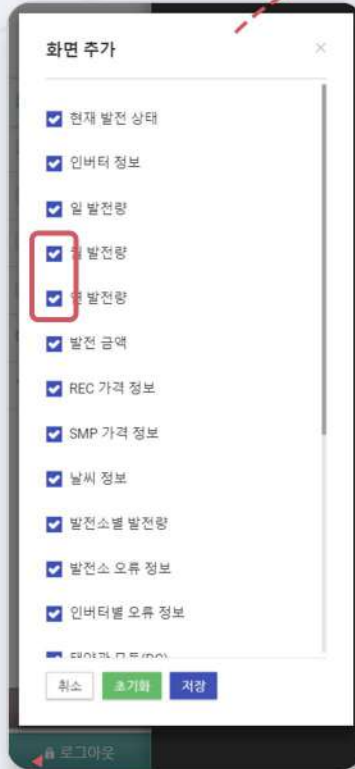 화면 추가
현재 발전 상태
인버터 정보
일 발전량
월 발전량
연 발전량
발전 금액
REC 가격 정보
SMP 가격 정보
날씨 정보
발전소별 발전량
발전소 오류 정보
인버터별 오류 정보
취소
초기화
저장
로그아웃